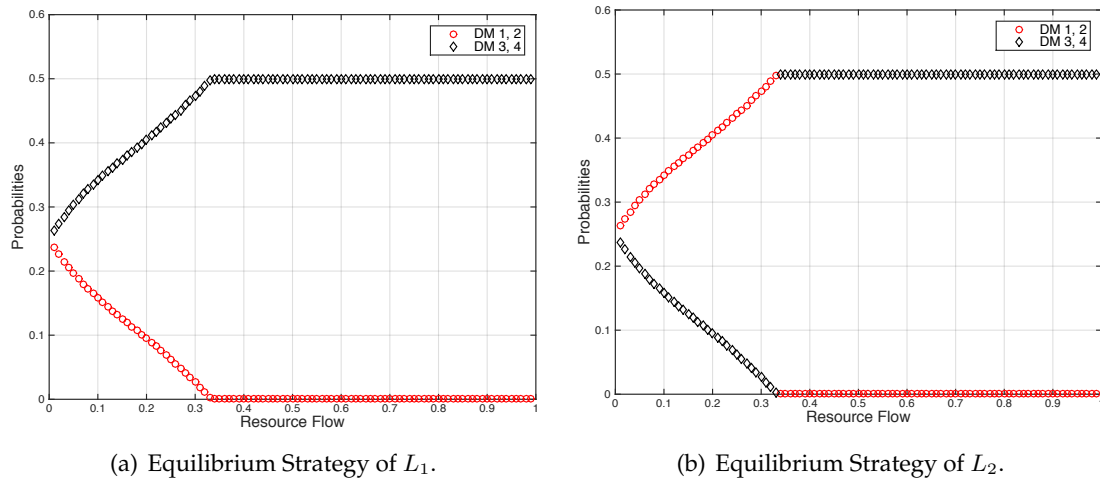 0.6
DM 1, 2
DM 3, 4
0.5
0.4
0.3
0.2
0.1
0
Probabilities
0 0.1 0.2 0.3 0.4 0.5 0.6 0.7 0.8 0.9 1
Resource Flow
(a) Equilibrium Strategy of L₁.
0.6
DM 1, 2
DM 3, 4
0.5
0.4
0.3
0.2
0.1
0
Probabilities
0 0.1 0.2 0.3 0.4 0.5 0.6 0.7 0.8 0.9 1
Resource Flow
(b) Equilibrium Strategy of L₂.